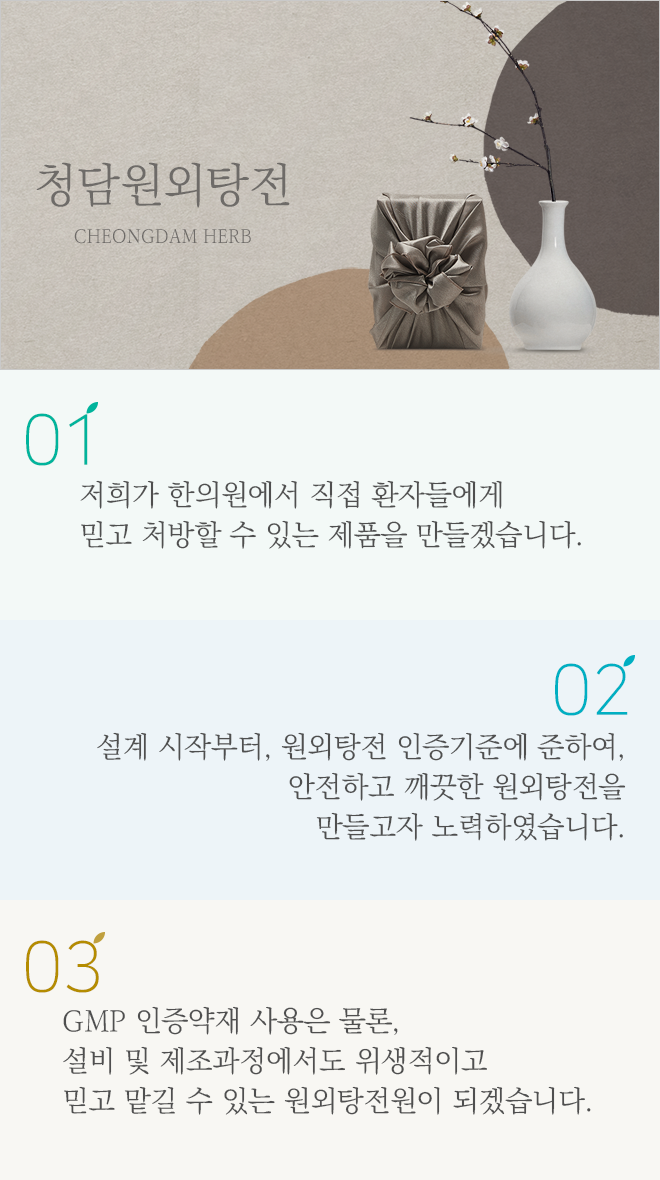 청담원외탕전
CHEONGDAM HERB
01
저희가 한의원에서 직접 환자들에게
믿고 처방할 수 있는 제품을 만들겠습니다.
02
설계 시작부터, 원외탕전 인증기준에 준하여,
안전하고 깨끗한 원외탕전을
만들고자 노력하였습니다.
03
GMP 인증약재 사용은 물론,
설비 및 제조과정에서도 위생적이고
믿고 맡길 수 있는 원외탕전원이 되겠습니다.